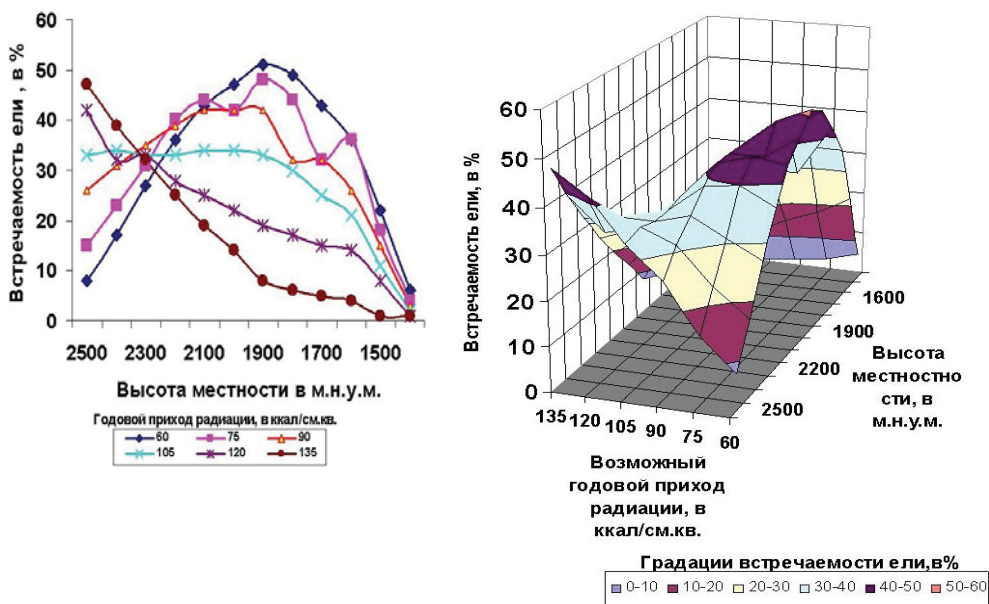 60
50
40
30
20
10
0
Встречаемость ели , в %
2500 2300 2100 1900 1700 1500
Высота местности в м.н.у.м.
Годовой приход радиации, в ккал/см.кв.
60 75 90
105 120 135
60
50
40
30
20
10
0
Встречаемость ели, в %
135 120 105 90 75 60
Возможный
годовой приход
радиации, в
ккал/см.кв.
1600
1900
2200
2500
Высота
местностно
сти, в
м.н.у.м.
Градации встречаемости ели,в%
0-10 10-20 20-30 30-40 40-50 50-60